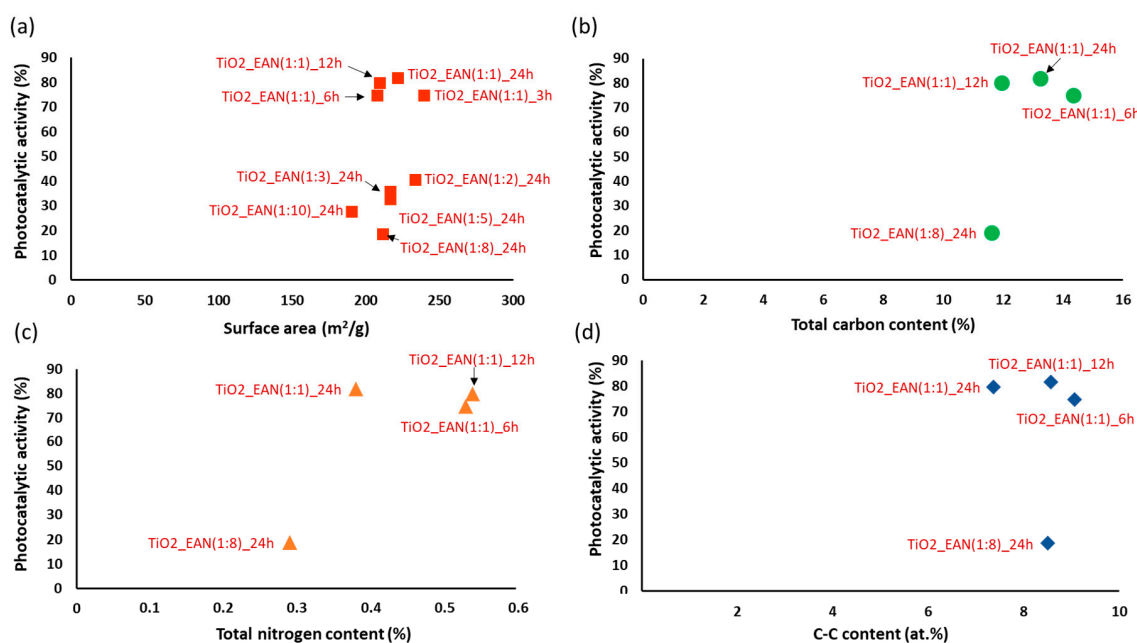 (a)
Photocatalytic activity (%)
90
80
70
60
50
40
30
20
10
0
TiO2_EAN(1:1)_12h
TiO2_EAN(1:1)_24h
TiO2_EAN(1:1)_6h
TiO2_EAN(1:1)_3h
TiO2_EAN(1:3)_24h
TiO2_EAN(1:2)_24h
TiO2_EAN(1:10)_24h
TiO2_EAN(1:5)_24h
TiO2_EAN(1:8)_24h
0 50 100 150 200 250 300
Surface area (m²/g)
(b)
Photocatalytic activity (%)
90
80
70
60
50
40
30
20
10
0
TiO2_EAN(1:1)_24h
TiO2_EAN(1:1)_12h
TiO2_EAN(1:1)_6h
TiO2_EAN(1:8)_24h
0 2 4 6 8 10 12 14 16
Total carbon content (%)
(c)
Photocatalytic activity (%)
90
80
70
60
50
40
30
20
10
0
TiO2_EAN(1:1)_12h
TiO2_EAN(1:1)_24h
TiO2_EAN(1:1)_6h
TiO2_EAN(1:8)_24h
0 0.1 0.2 0.3 0.4 0.5 0.6
Total nitrogen content (%)
(d)
Photocatalytic activity (%)
90
80
70
60
50
40
30
20
10
0
TiO2_EAN(1:1)_12h
TiO2_EAN(1:1)_24h
TiO2_EAN(1:1)_6h
TiO2_EAN(1:8)_24h
2 4 6 8 10
C-C content (at.%)